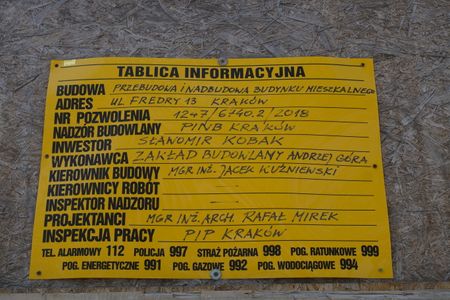 TABLICA INFORMACYJNA
BUDOWA PRZEBUDOWA I NADBUDOWA BUDYNKU MIESZKALNEGO
ADRES UL FREDRY 13 KRAKÓW
NR POZWOLENIA 1247/6740.2/2018
NADZÓR BUDOWLANY PINB KRAKÓW
INWESTOR SŁAWOMIR KOBAK
WYKONAWCA ZAKŁAD BUDOWLANY ANDRZEJ GÓRA
KIEROWNIK BUDOWY MGR INŻ. JACEK KUŹNIEWSKI
KIEROWNICY ROBÓT
INSPEKTOR NADZORU
PROJEKTANCI MGR INŻ. ARCH. RAFAŁ MIREK
INSPEKCJA PRACY PIP KRAKÓW
TEL. ALARMOWY 112 POLICJA 997 STRAŻ POŻARNA 998 POG. RATUNKOWE 999
POG. ENERGETYCZNE 991 POG. GAZOWE 992 POG. WODOCIĄGOWE 994